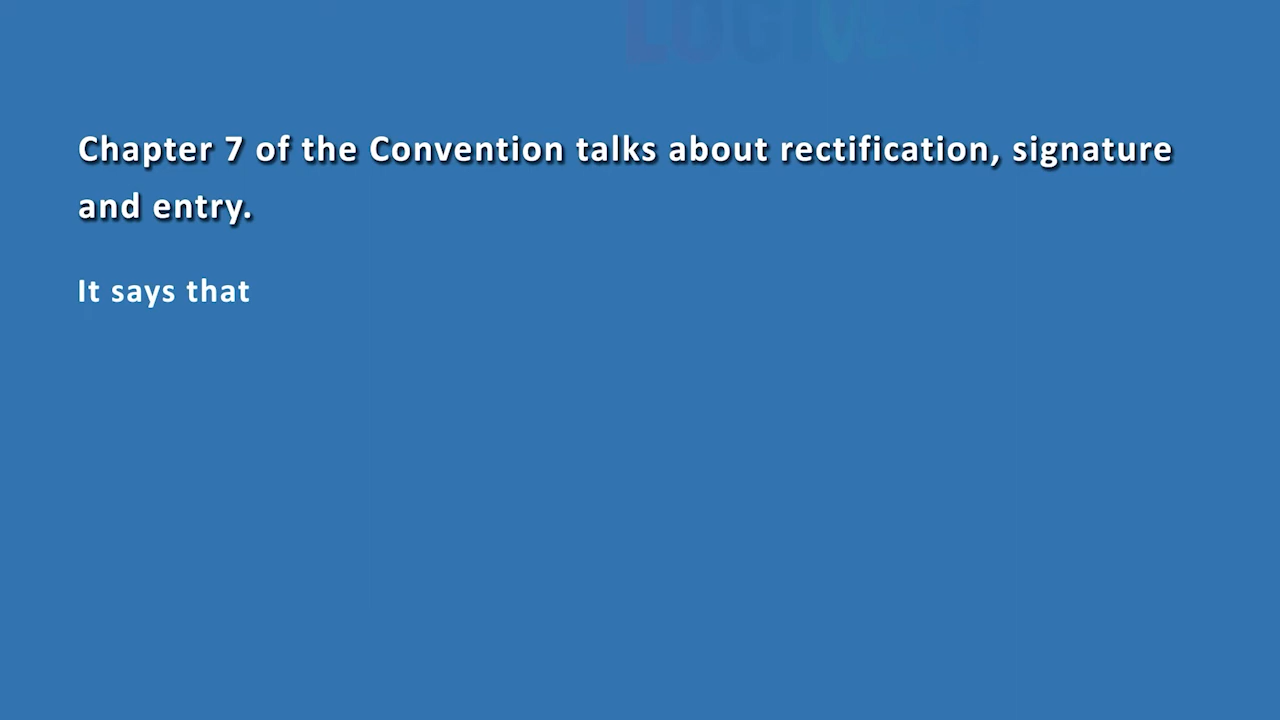 Chapter 7 of the Convention talks about rectification, signature
and entry.
It says that